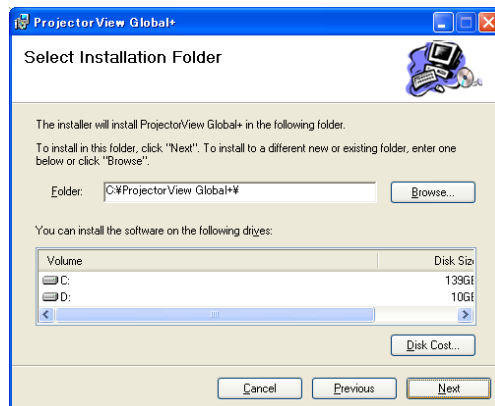 ProjectorView Global+
Select Installation Folder
The installer will install ProjectorView Global+ in the following folder.
To install in this folder, click "Next". To install to a different new or existing folder, enter one
below or click "Browse".
Folder: C:¥ProjectorView Global+¥ Browse...
You can install the software on the following drives:
Volume Disk Siz
C: 139GB
D: 10GB
Disk Cost...
Cancel Previous Next